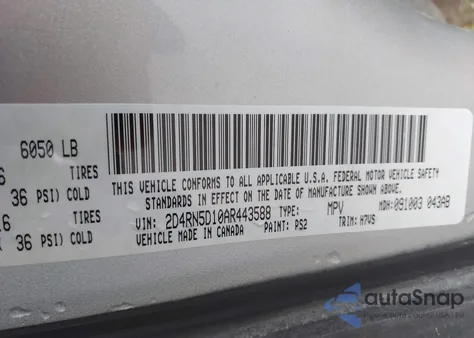 6050 LB
6 TIRES
36 PSI) COLD
16 TIRES
36 PSI) COLD
THIS VEHICLE CONFORMS TO ALL APPLICABLE U.S.A. FEDERAL MOTOR VEHICLE SAFETY
STANDARDS IN EFFECT ON THE DATE OF MANUFACTURE SHOWN ABOVE.
VIN: 2D4RN5D10AR443588 TYPE: MPV MDH: 091003 043AB
VEHICLE MADE IN CANADA PAINT: PS2 TRIM: H7VS
autoSnap